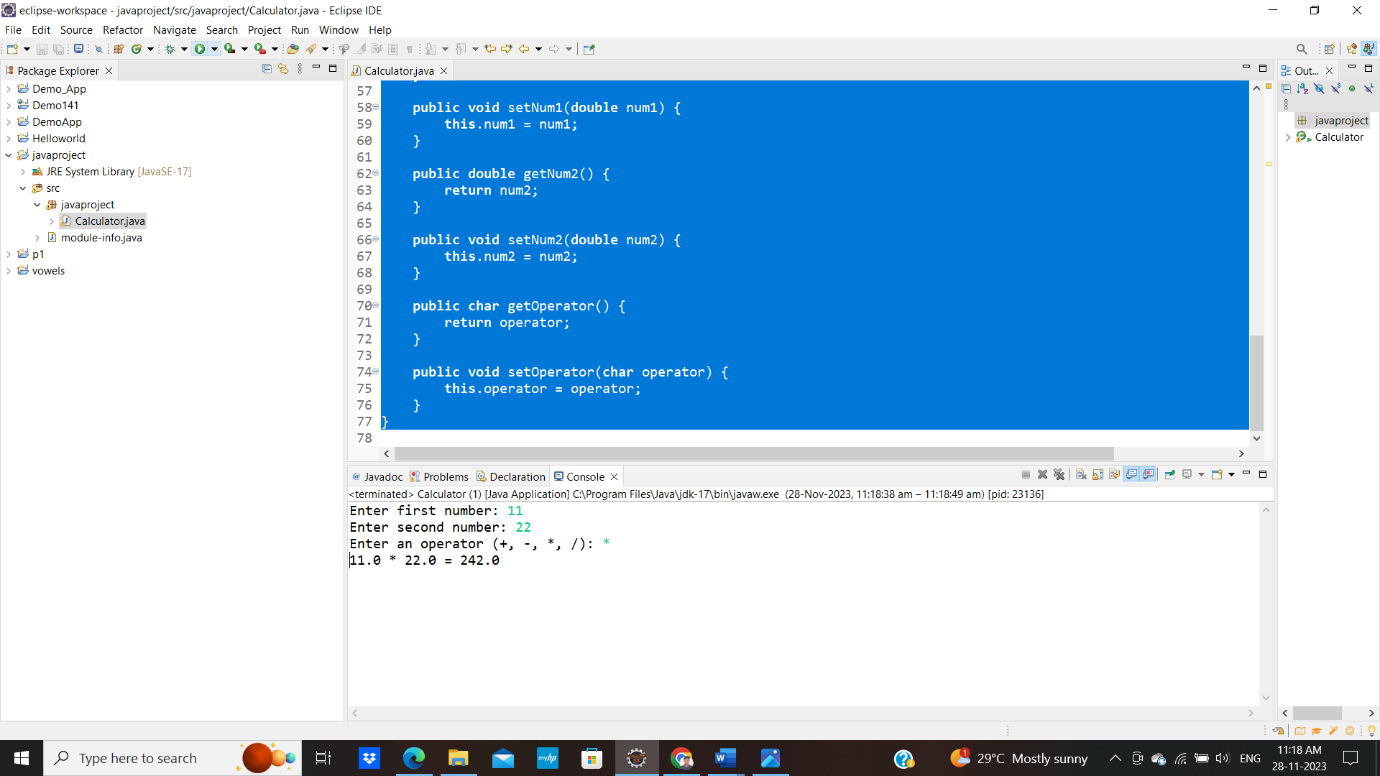 eclipse-workspace - javaproject/src/javaproject/Calculator.java - Eclipse IDE
File Edit Source Refactor Navigate Search Project Run Window Help
Package Explorer
Demo_App
Demo141
DemoApp
Helloworld
javaproject
JRE System Library [JavaSE-17]
src
javaproject
Calculator.java
module-info.java
p1
vowels
Calculator.java
57
58 public void setNum1(double num1) {
59 this.num1 = num1;
60 }
61
62 public double getNum2() {
63 return num2;
64 }
65
66 public void setNum2(double num2) {
67 this.num2 = num2;
68 }
69
70 public char getOperator() {
71 return operator;
72 }
73
74 public void setOperator(char operator) {
75 this.operator = operator;
76 }
77 }
78
Out...
javaproject
Calculator
Javadoc Problems Declaration Console
<terminated> Calculator (1) [Java Application] C:\Program Files\Java\jdk-17\bin\javaw.exe (28-Nov-2023, 11:18:38 am – 11:18:49 am) [pid: 23136]
Enter first number: 11
Enter second number: 22
Enter an operator (+, -, *, /): *
11.0 * 22.0 = 242.0
Type here to search
29°C Mostly sunny
ENG
11:18 AM
28-11-2023